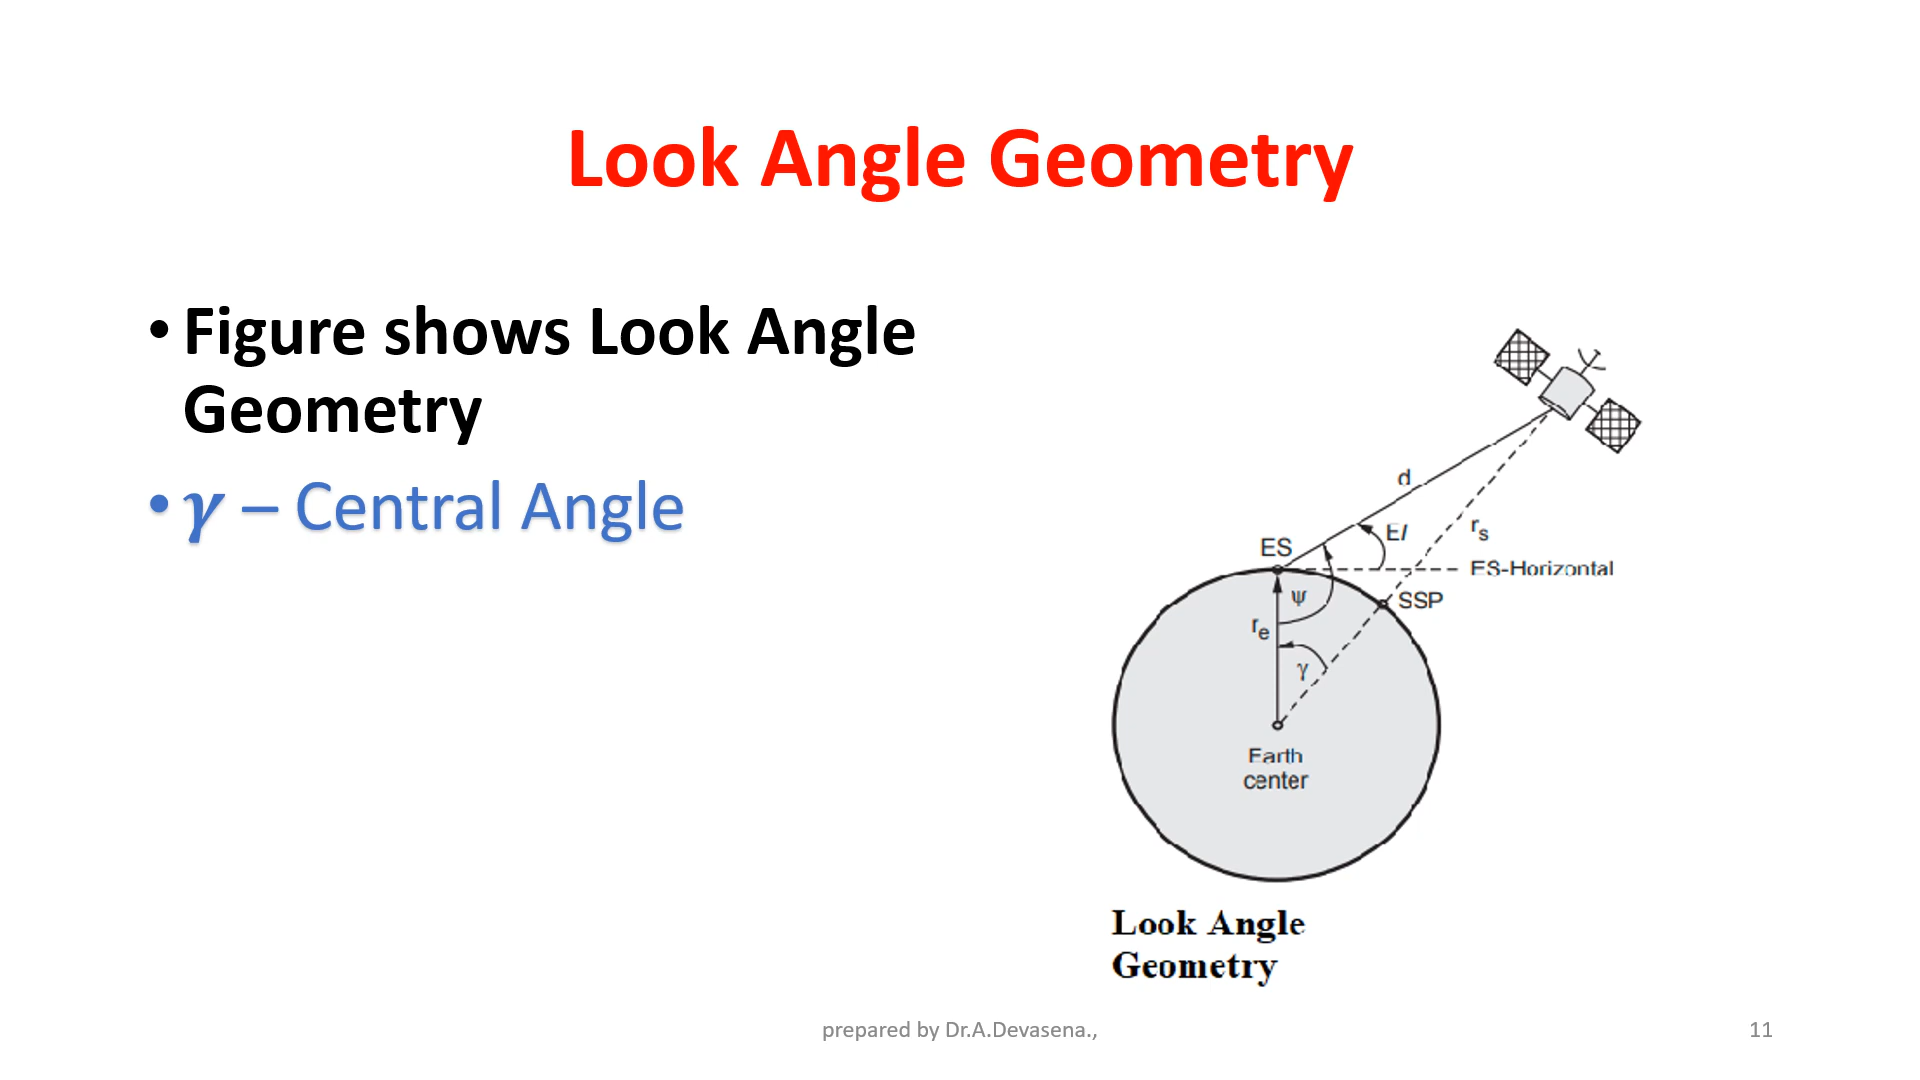 Look Angle Geometry
• Figure shows Look Angle
Geometry
• γ – Central Angle
d
El
rs
ES
ES-Horizontal
ψ
SSP
re
γ
Earth
center
Look Angle
Geometry
prepared by Dr.A.Devasena.,
11